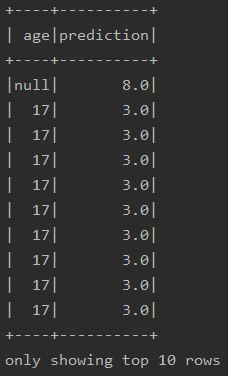 +----+----------+
| age|prediction|
+----+----------+
|null|       8.0|
|  17|       3.0|
|  17|       3.0|
|  17|       3.0|
|  17|       3.0|
|  17|       3.0|
|  17|       3.0|
|  17|       3.0|
|  17|       3.0|
|  17|       3.0|
+----+----------+
only showing top 10 rows